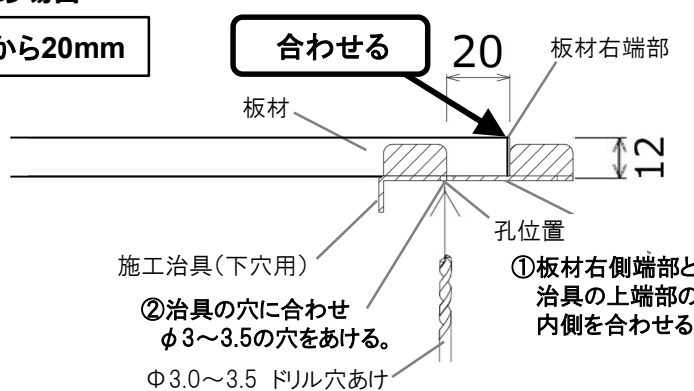 から20mm
合わせる
20
板材右端部
板材
12
孔位置
施工治具(下穴用)
①板材右側端部と
治具の上端部の
内側を合わせる
②治具の穴に合わせ
φ3～3.5の穴をあける。
Φ3.0～3.5 ドリル穴あけ